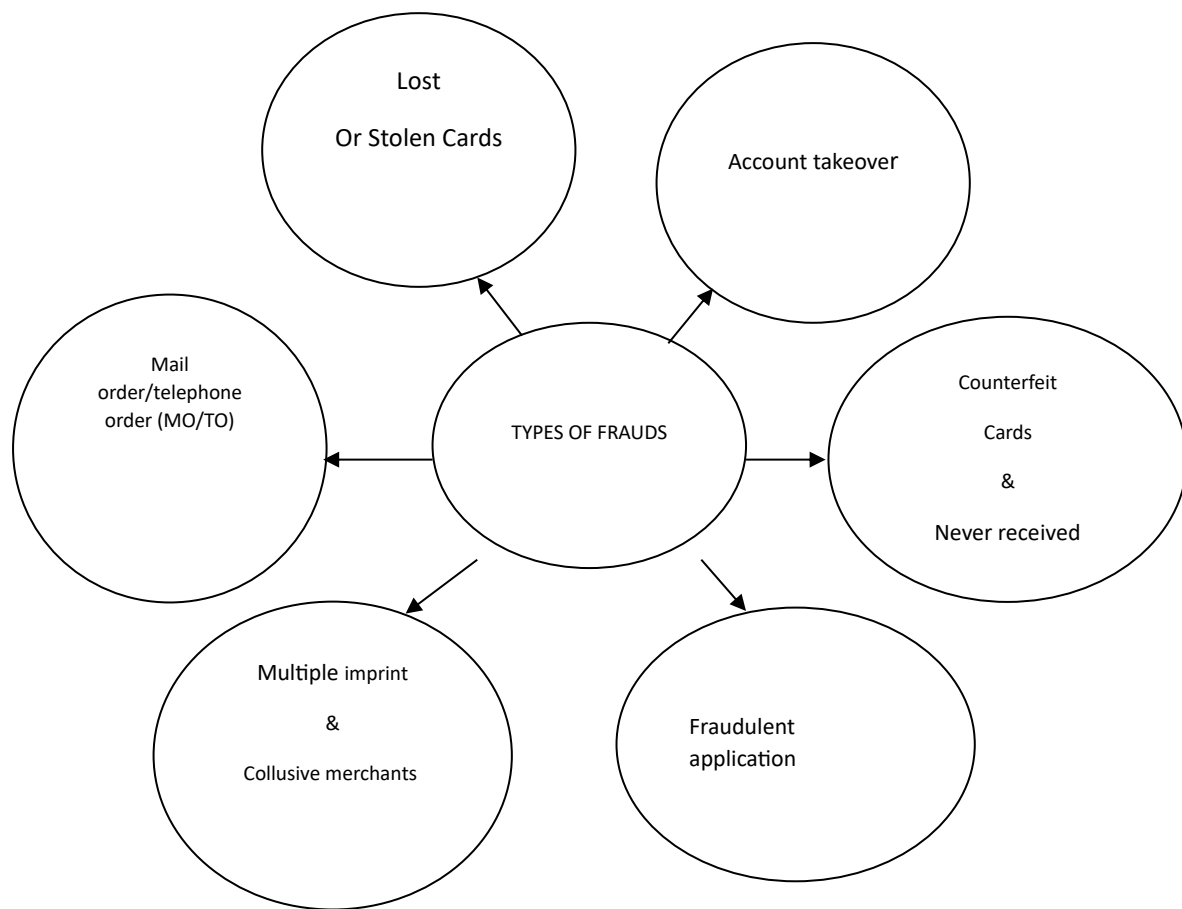 Lost
Or Stolen Cards
Account takeover
Mail
order/telephone
order (MO/TO)
TYPES OF FRAUDS
Counterfeit
Cards
&
Never received
Multiple imprint
&
Collusive merchants
Fraudulent
application